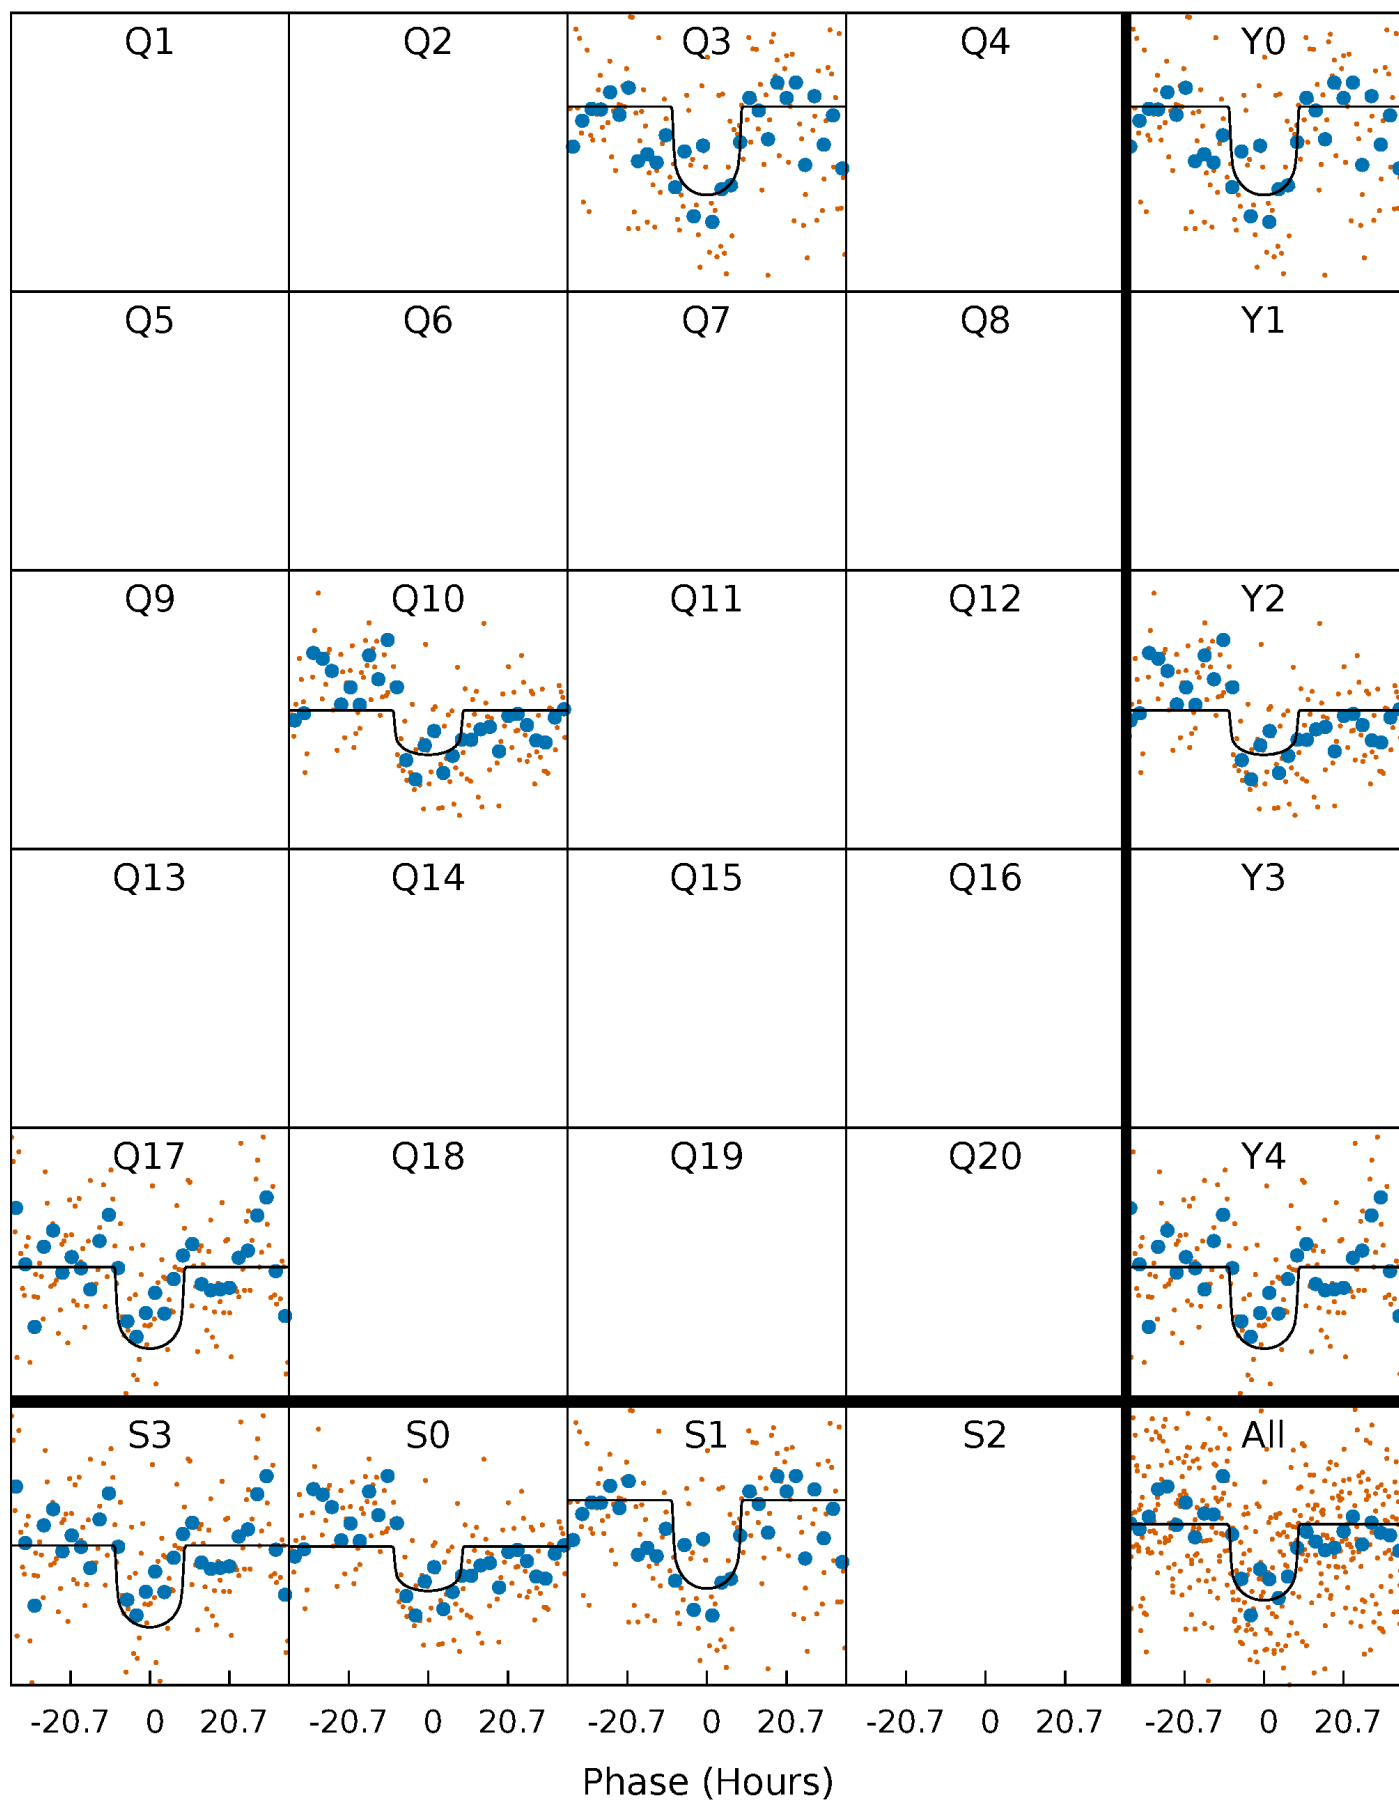 Q1 Q2 Q3 Q4 Y0
Q5 Q6 Q7 Q8 Y1
Q9 Q10 Q11 Q12 Y2
Q13 Q14 Q15 Q16 Y3
Q17 Q18 Q19 Q20 Y4
S3 S0 S1 S2 All
-20.7 0 20.7 -20.7 0 20.7 -20.7 0 20.7 -20.7 0 20.7 -20.7 0 20.7
Phase (Hours)